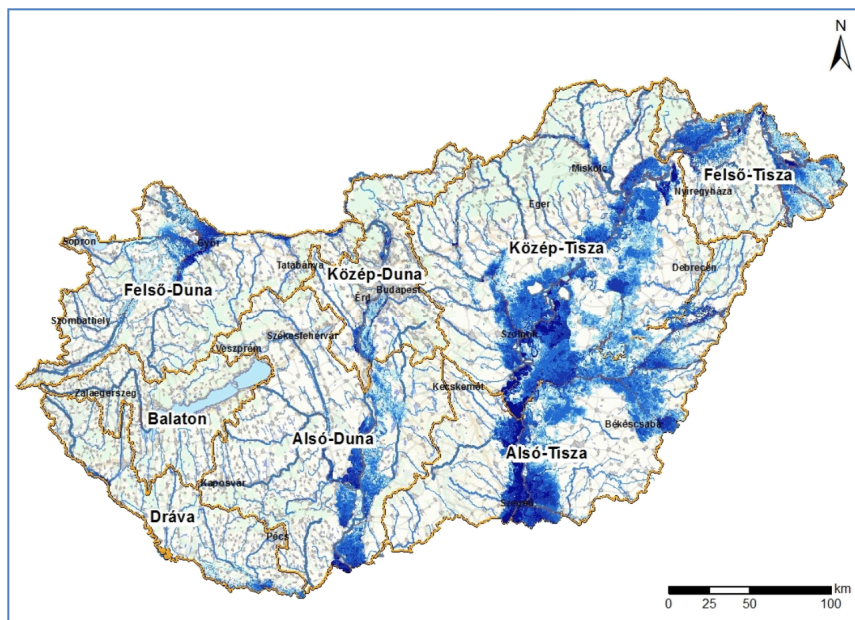 N
Miskolc
Felső-Tisza
Nyíregyháza
Eger
Sopron
Győr
Közép-Tisza
Tatabánya
Közép-Duna
Debrecen
Felső-Duna
Budapest
Érd
Szombathely
Székesfehérvár
Szolnok
Veszprém
Kecskemét
Zalaegerszeg
Balaton
Békéscsaba
Alsó-Duna
Alsó-Tisza
Kaposvár
Szeged
Dráva
Pécs
km
0 25 50 100